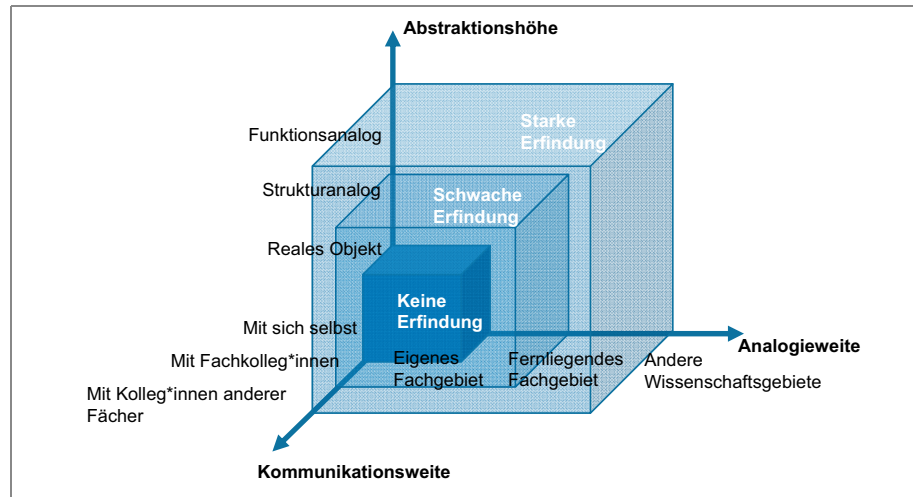 Abstraktionshöhe
Starke
Erfindung
Funktionsanalog
Strukturanalog
Schwache
Erfindung
Reales Objekt
Keine
Erfindung
Mit sich selbst
Mit Fachkolleg*innen
Mit Kolleg*innen anderer
Fächer
Eigenes
Fachgebiet
Fernliegendes
Fachgebiet
Andere
Wissenschaftsgebiete
Analogieweite
Kommunikationsweite